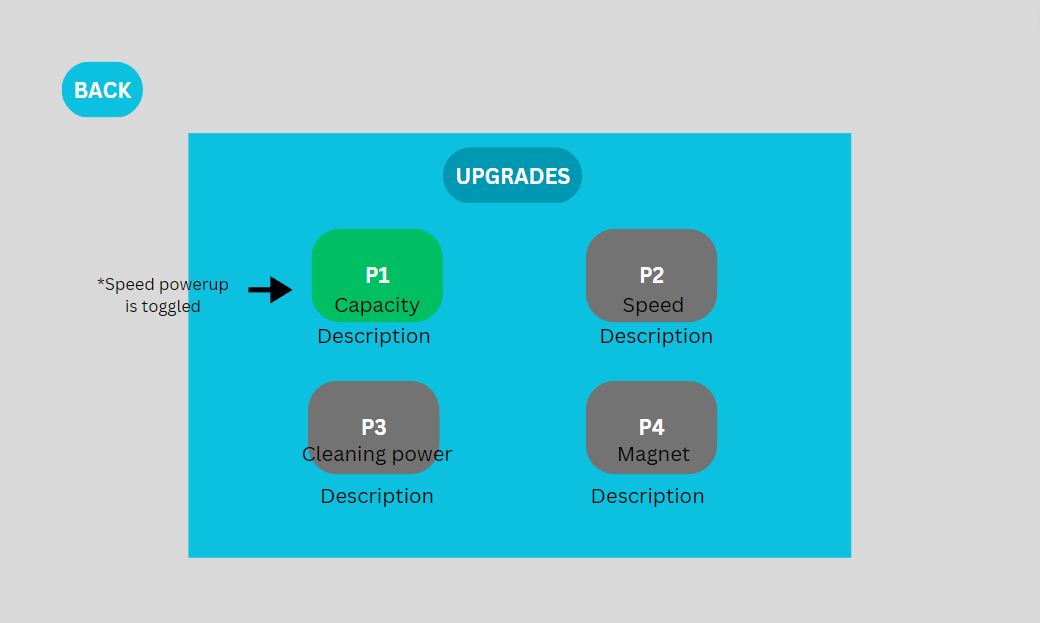 BACK
UPGRADES
P1
Capacity
Description
P2
Speed
Description
*Speed powerup
is toggled
P3
Cleaning power
Description
P4
Magnet
Description